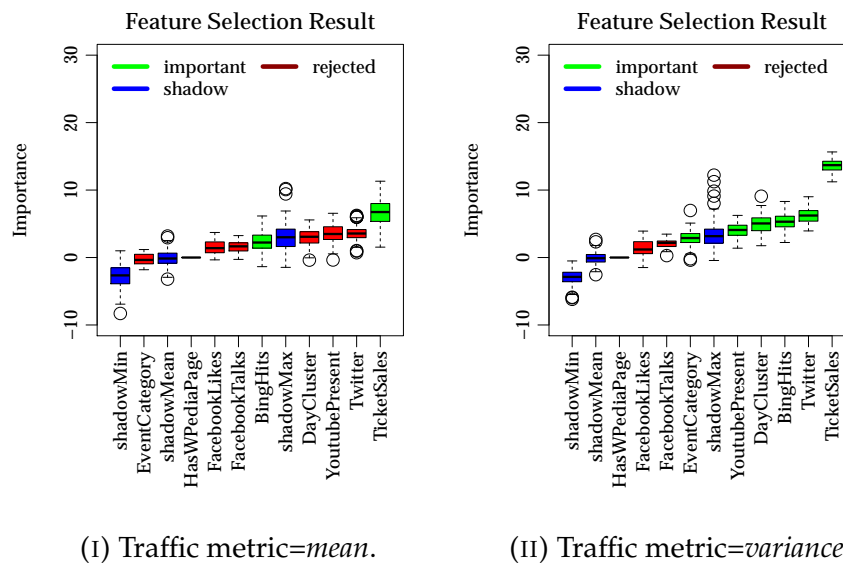 Feature Selection Result
30
20
10
0
−10
Importance
important
rejected
shadow
shadowMin
EventCategory
shadowMean
HasWPediaPage
FacebookLikes
FacebookTalks
BingHits
shadowMax
DayCluster
YoutubePresent
Twitter
TicketSales
(I) Traffic metric=mean.
Feature Selection Result
30
20
10
0
−10
Importance
important
rejected
shadow
shadowMin
shadowMean
HasWPediaPage
FacebookLikes
FacebookTalks
EventCategory
shadowMax
YoutubePresent
DayCluster
BingHits
Twitter
TicketSales
(II) Traffic metric=variance